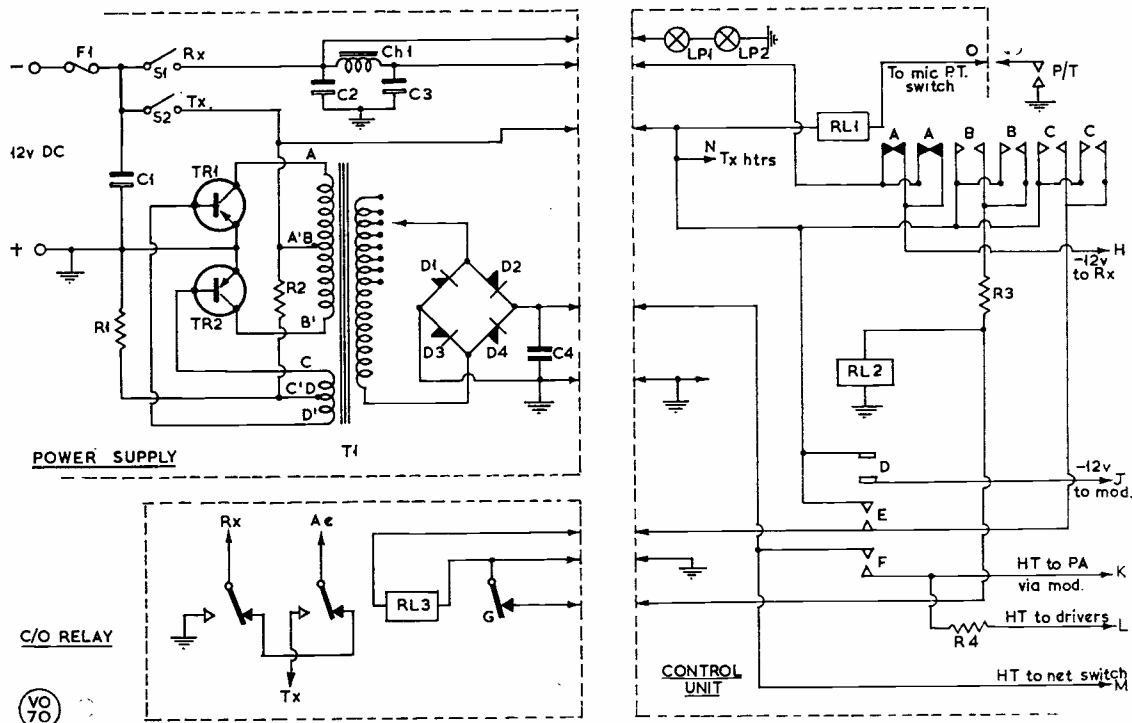 F1
S1
Rx
Ch1
C2
C3
S2
Tx.
12v DC
C1
TR1
A
A'B
R2
TR2
B'
R1
C
C'D
D'
T1
D1
D2
D3
D4
C4
POWER SUPPLY
Rx
Ae
Tx
RL3
G
C/O RELAY
VO
70
LP1
LP2
O
To mic P.T.
switch
P/T
RL1
A
A
B
B
C
C
N
Tx htrs
H
-12v
to Rx
R3
RL2
D
-12v
J
to mod.
E
F
HT to PA
via mod.
K
HT to drivers
L
R4
HT to net switch
M
CONTROL
UNIT